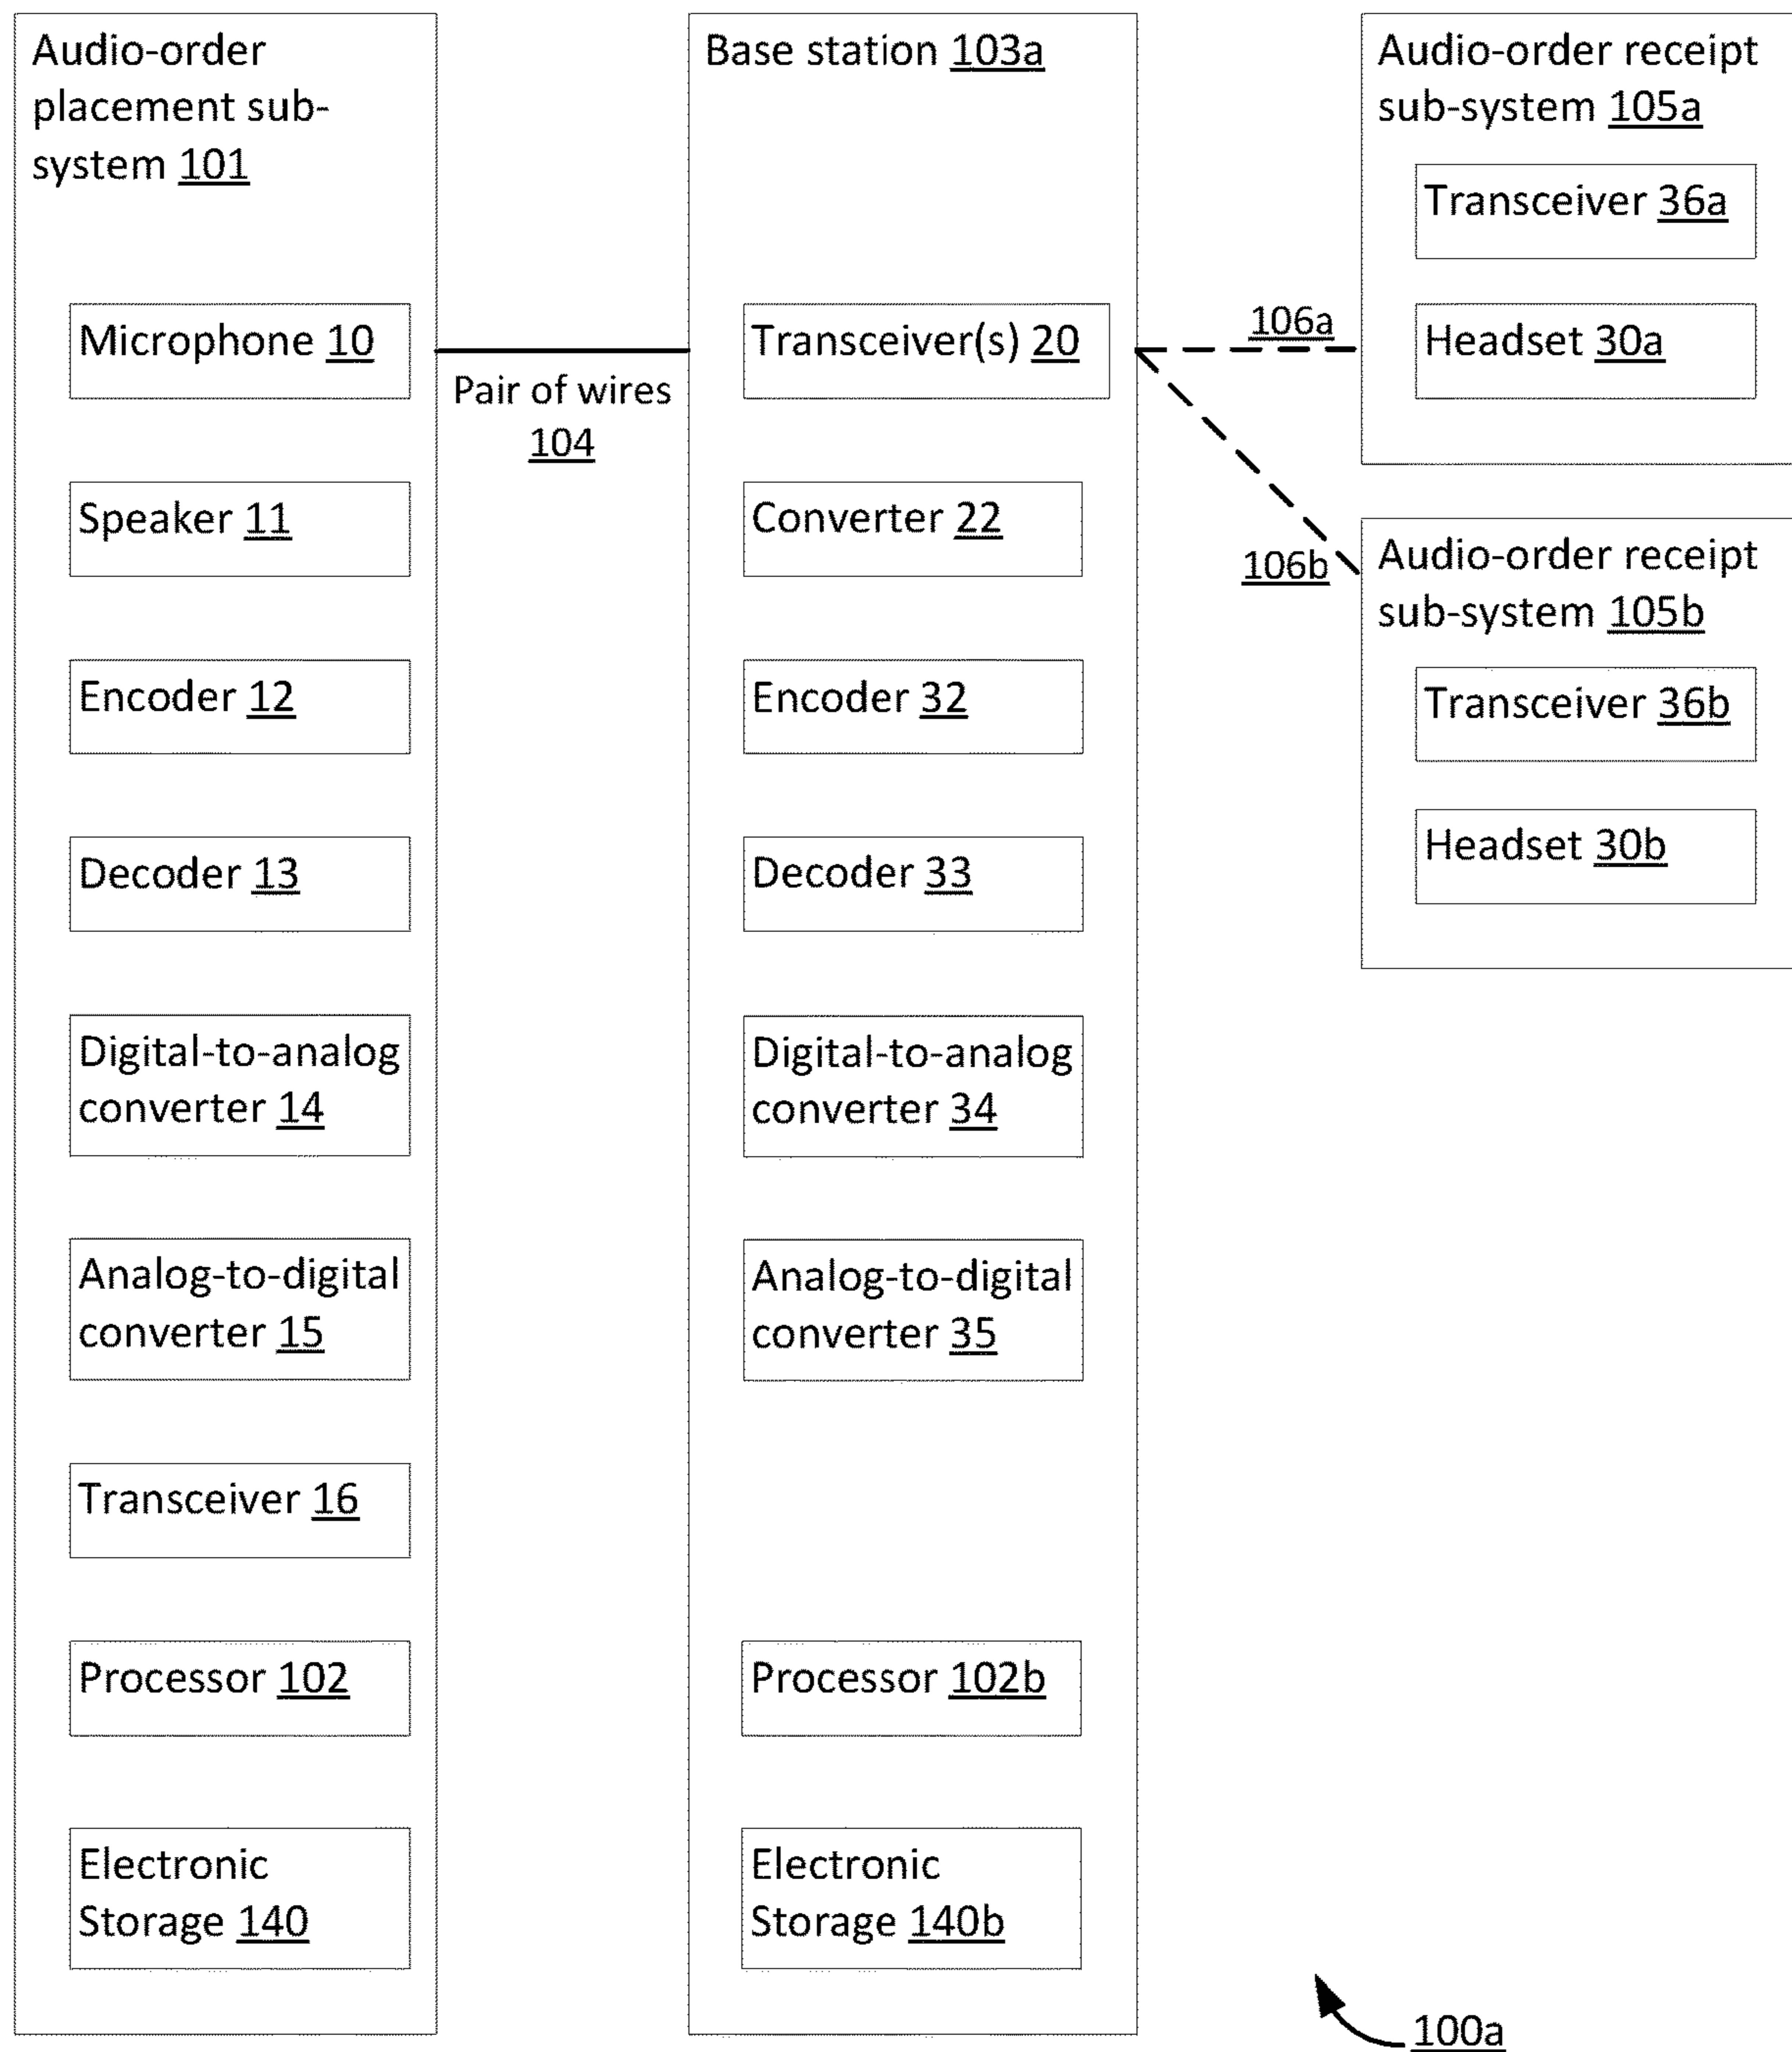 Audio-order
placement sub-
system 101
Microphone 10
Speaker 11
Encoder 12
Decoder 13
Digital-to-analog
converter 14
Analog-to-digital
converter 15
Transceiver 16
Processor 102
Electronic
Storage 140
Pair of wires
104
Base station 103a
Transceiver(s) 20
Converter 22
Encoder 32
Decoder 33
Digital-to-analog
converter 34
Analog-to-digital
converter 35
Processor 102b
Electronic
Storage 140b
106a
106b
Audio-order receipt
sub-system 105a
Transceiver 36a
Headset 30a
Audio-order receipt
sub-system 105b
Transceiver 36b
Headset 30b
100a